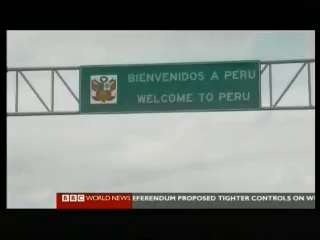 BIENVENIDOS A PERU
WELCOME TO PERU
BBC WORLD NEWS EFERENDUM PROPOSED TIGHTER CONTROLS ON W